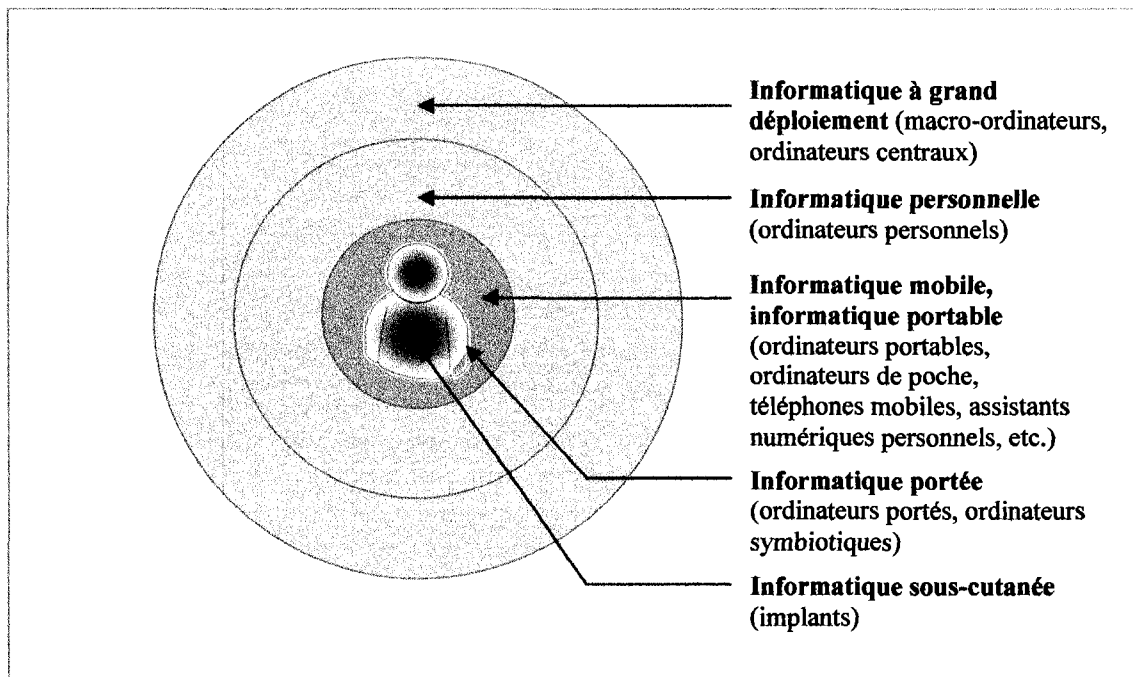 Informatique à grand
déploiement (macro-ordinateurs,
ordinateurs centraux)
Informatique personnelle
(ordinateurs personnels)
Informatique mobile,
informatique portable
(ordinateurs portables,
ordinateurs de poche,
téléphones mobiles, assistants
numériques personnels, etc.)
Informatique portée
(ordinateurs portés, ordinateurs
symbiotiques)
Informatique sous-cutanée
(implants)